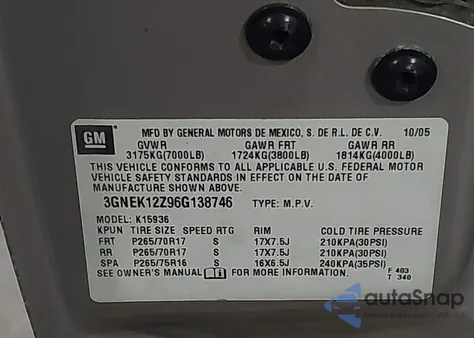 GM
MFD BY GENERAL MOTORS DE MEXICO, S. DE R.L. DE C.V. 10/05
GVWR GAWR FRT GAWR RR
3175KG(7000LB) 1724KG(3800LB) 1814KG(4000LB)
THIS VEHICLE CONFORMS TO ALL APPLICABLE U.S. FEDERAL MOTOR
VEHICLE SAFETY STANDARDS IN EFFECT ON THE DATE OF
MANUFACTURE SHOWN ABOVE.
3GNEK12Z96G138746 TYPE: M.P.V.
MODEL: K15936
KPUN TIRE SIZE SPEED RTG RIM COLD TIRE PRESSURE
FRT P265/70R17 S 17X7.5J 210KPA(30PSI)
RR P265/70R17 S 17X7.5J 210KPA(30PSI)
SPA P265/75R16 S 16X6.5J 240KPA(35PSI)
SEE OWNER'S MANUAL FOR MORE INFORMATION.
F 403
T 340
autoSnap